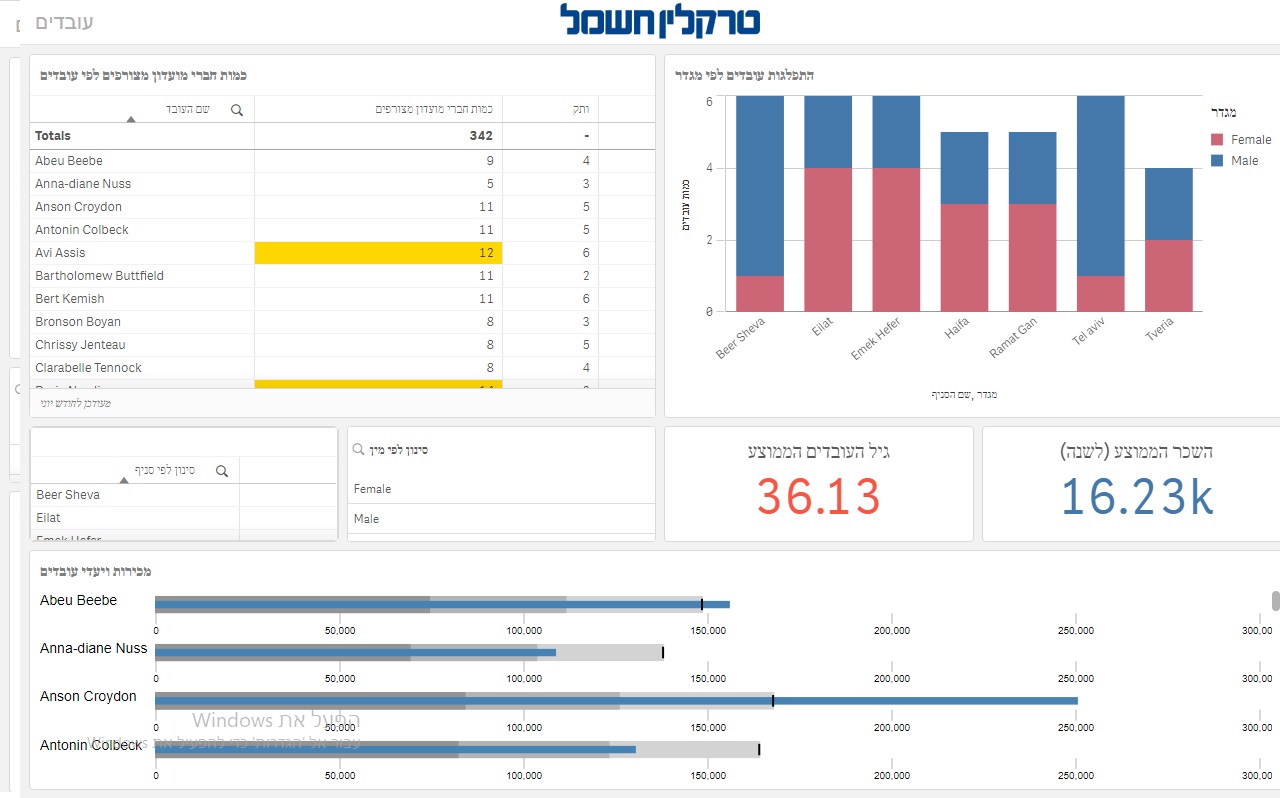 עובדים
טרקלין חשמל
כמות חברי מועדון מצורפים לפי עובדים
שם העובד כמות חברי מועדון מצורפים ותק
Totals 342 -
Abeu Beebe 9 4
Anna-diane Nuss 5 3
Anson Croydon 11 5
Antonin Colbeck 11 5
Avi Assis 12 6
Bartholomew Buttfield 11 2
Bert Kemish 11 6
Bronson Boyan 8 3
Chrissy Jenteau 8 5
Clarabelle Tennock 8 4
מעודכן לחודש יוני
התפלגות עובדים לפי מגדר
6
4
2
0
כמות עובדים
Beer Sheva Eilat Emek Hefer Haifa Ramat Gan Tel aviv Tveria
מגדר ,שם הסניף
מגדר
Female
Male
סינון לפי סניף
Beer Sheva
Eilat
Emek Hefer
סינון לפי מין
Female
Male
גיל העובדים הממוצע
36.13
השכר הממוצע (לשנה)
16.23k
מכירות ויעדי עובדים
Abeu Beebe
0 50,000 100,000 150,000 200,000 250,000 300,00
Anna-diane Nuss
0 50,000 100,000 150,000 200,000 250,000 300,00
Anson Croydon
0 50,000 100,000 150,000 200,000 250,000 300,00
Antonin Colbeck
0 50,000 100,000 150,000 200,000 250,000 300,00
הפעל את Windows
עבור אל 'הגדרות' כדי להפעיל את Windows